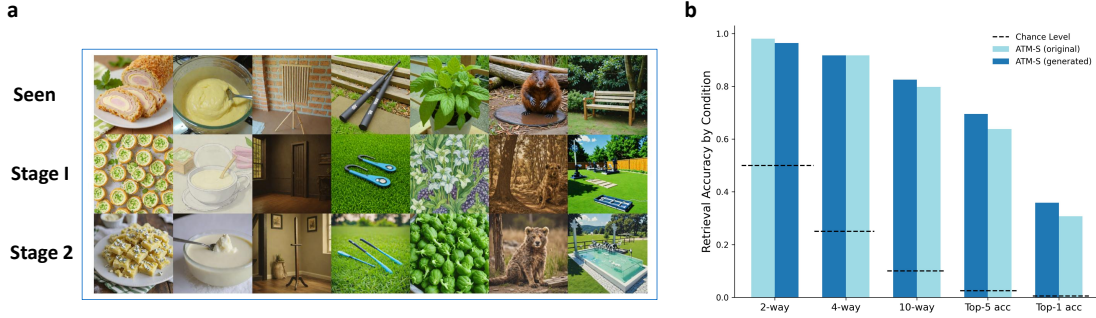 a
Seen
Stage I
Stage 2
b
Retrieval Accuracy by Condition
1.0
0.8
0.6
0.4
0.2
0.0
Chance Level
ATM-S (original)
ATM-S (generated)
2-way
4-way
10-way
Top-5 acc
Top-1 acc